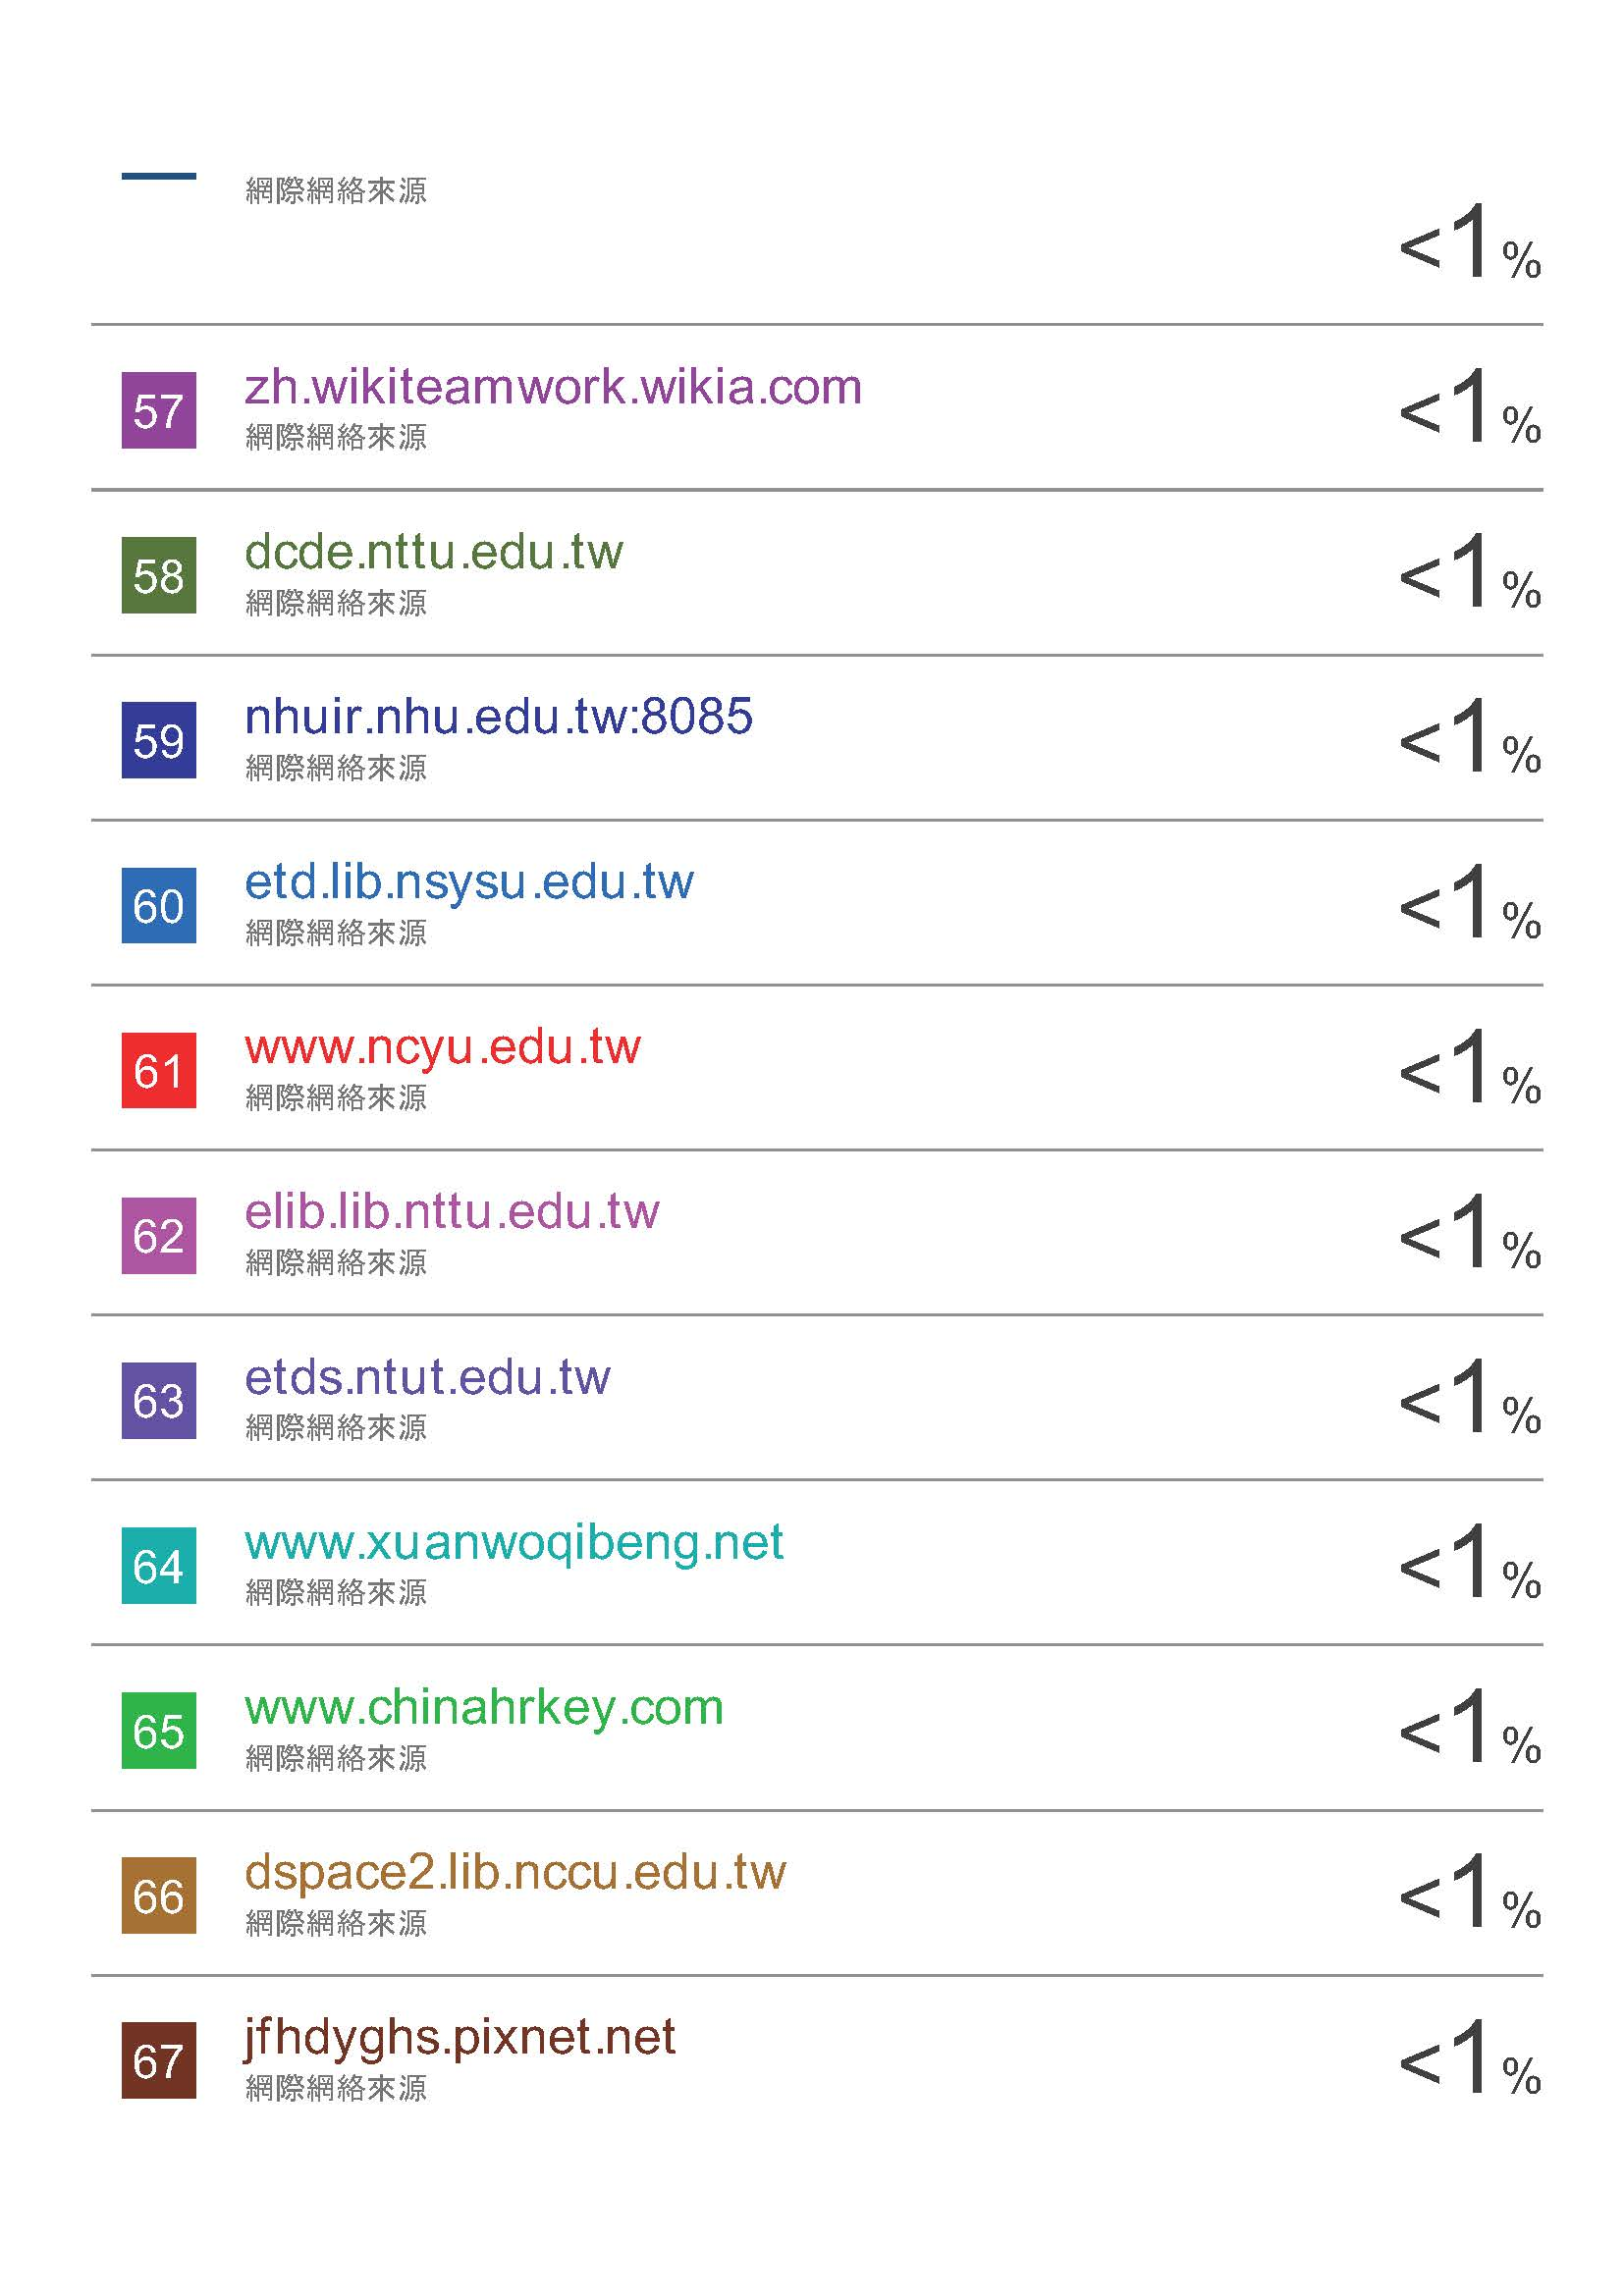 網際網絡來源
<1%
57
zh.wikiteamwork.wikia.com
網際網絡來源
<1%
58
dcde.nttu.edu.tw
網際網絡來源
<1%
59
nhuir.nhu.edu.tw:8085
網際網絡來源
<1%
60
etd.lib.nsysu.edu.tw
網際網絡來源
<1%
61
www.ncyu.edu.tw
網際網絡來源
<1%
62
elib.lib.nttu.edu.tw
網際網絡來源
<1%
63
etds.ntut.edu.tw
網際網絡來源
<1%
64
www.xuanwoqibeng.net
網際網絡來源
<1%
65
www.chinahrkey.com
網際網絡來源
<1%
66
dspace2.lib.nccu.edu.tw
網際網絡來源
<1%
67
jfhdyghs.pixnet.net
網際網絡來源
<1%